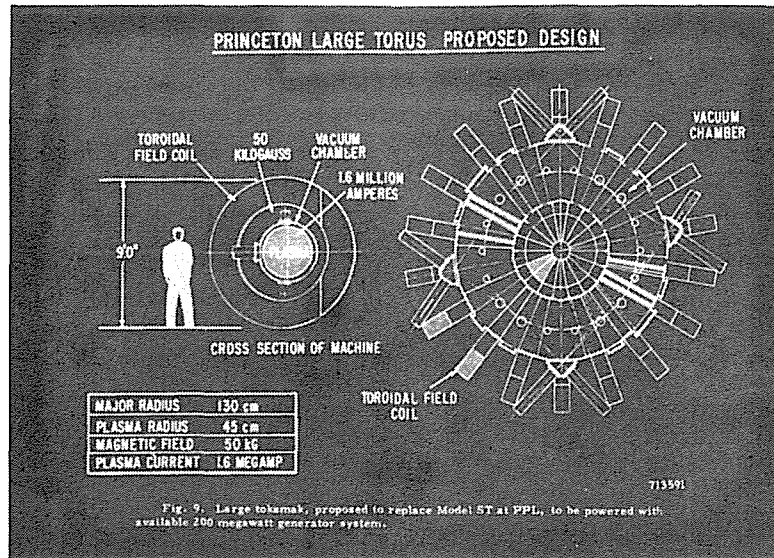 PRINCETON LARGE TORUS PROPOSED DESIGN
TOROIDAL
FIELD COIL
50
KILOGAUSS
VACUUM
CHAMBER
1.6 MILLION
AMPERES
VACUUM
CHAMBER
9'0"
PLASMA
CROSS SECTION OF MACHINE
TOROIDAL FIELD
COIL
MAJOR RADIUS 130 cm
PLASMA RADIUS 45 cm
MAGNETIC FIELD 50 kG
PLASMA CURRENT 1.6 MEGAMP
713591
Fig. 9. Large tokamak, proposed to replace Model ST at PPL, to be powered with
available 200 megawatt generator system.